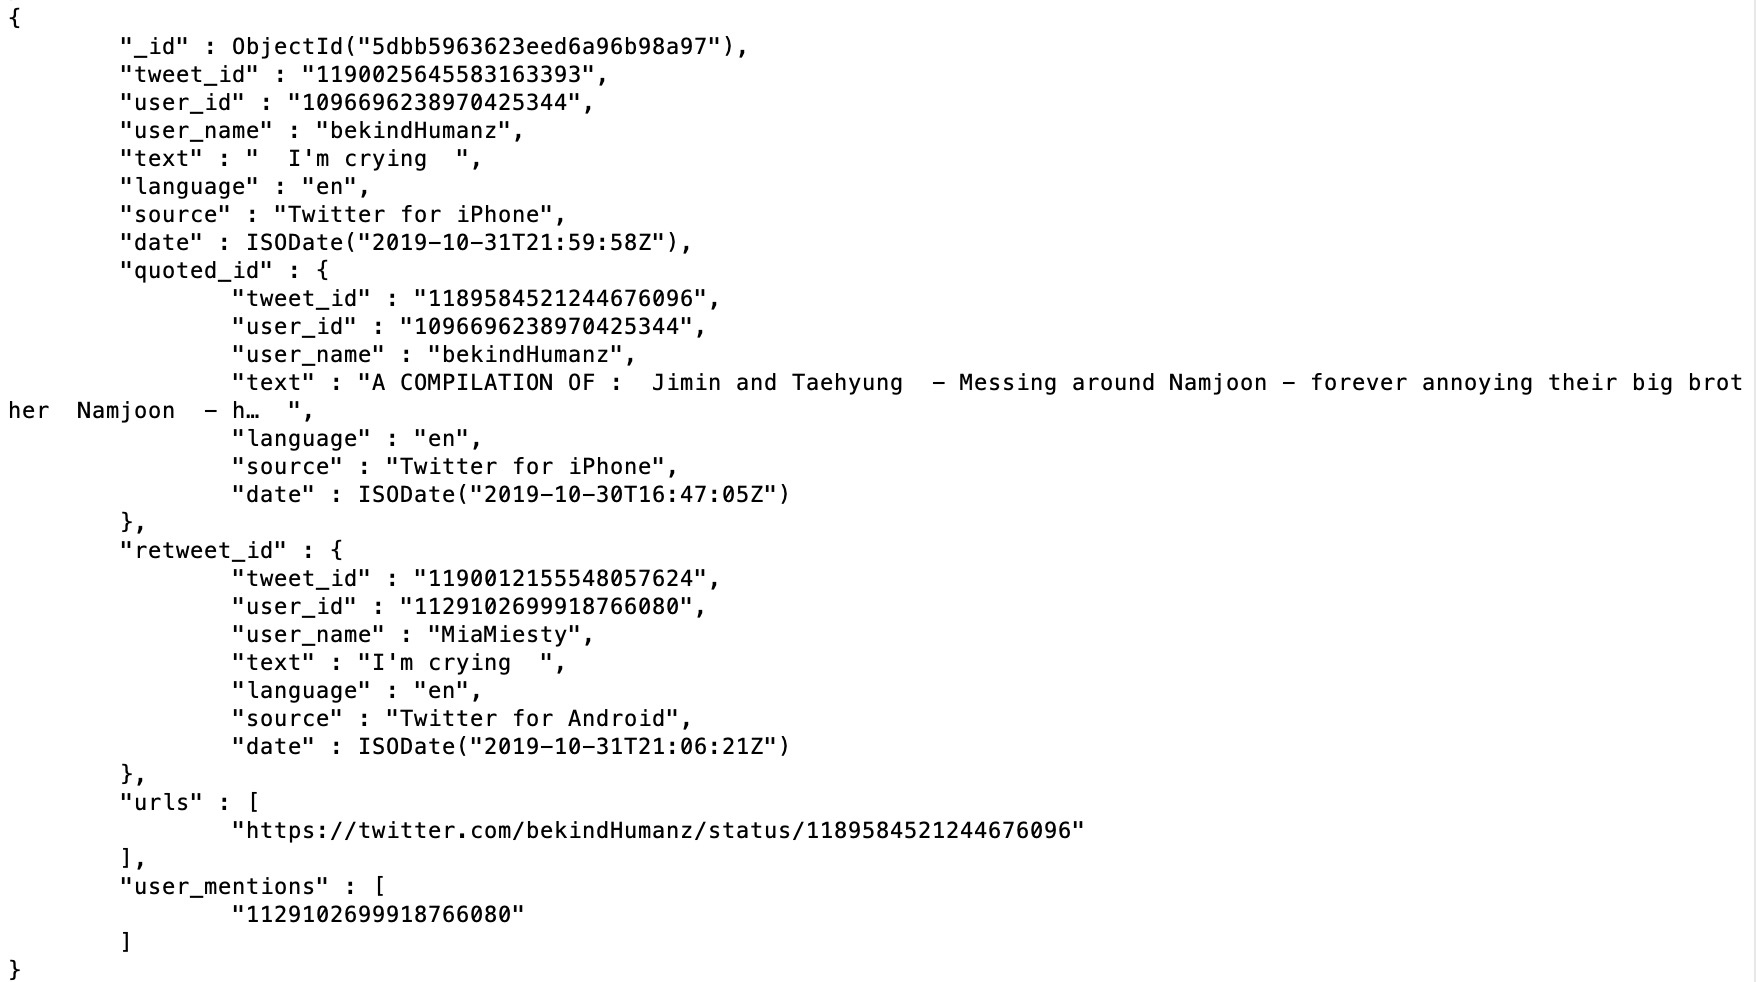 {
"_id" : ObjectId("5dbb5963623eed6a96b98a97"),
"tweet_id" : "1190025645583163393",
"user_id" : "1096696238970425344",
"user_name" : "bekindHumanz",
"text" : "  I'm crying  ",
"language" : "en",
"source" : "Twitter for iPhone",
"date" : ISODate("2019-10-31T21:59:58Z"),
"quoted_id" : {
"tweet_id" : "1189584521244676096",
"user_id" : "1096696238970425344",
"user_name" : "bekindHumanz",
"text" : "A COMPILATION OF :  Jimin and Taehyung  - Messing around Namjoon - forever annoying their big brot
her  Namjoon  - h…  ",
"language" : "en",
"source" : "Twitter for iPhone",
"date" : ISODate("2019-10-30T16:47:05Z")
},
"retweet_id" : {
"tweet_id" : "1190012155548057624",
"user_id" : "1129102699918766080",
"user_name" : "MiaMiesty",
"text" : "I'm crying  ",
"language" : "en",
"source" : "Twitter for Android",
"date" : ISODate("2019-10-31T21:06:21Z")
},
"urls" : [
"https://twitter.com/bekindHumanz/status/1189584521244676096"
],
"user_mentions" : [
"1129102699918766080"
]
}